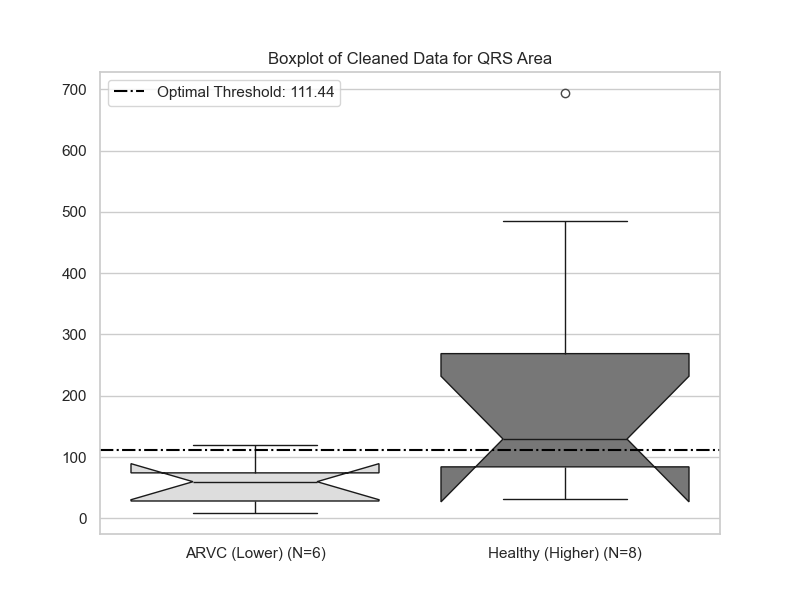 Boxplot of Cleaned Data for QRS Area
Optimal Threshold: 111.44
700
600
500
400
300
200
100
0
ARVC (Lower) (N=6)
Healthy (Higher) (N=8)